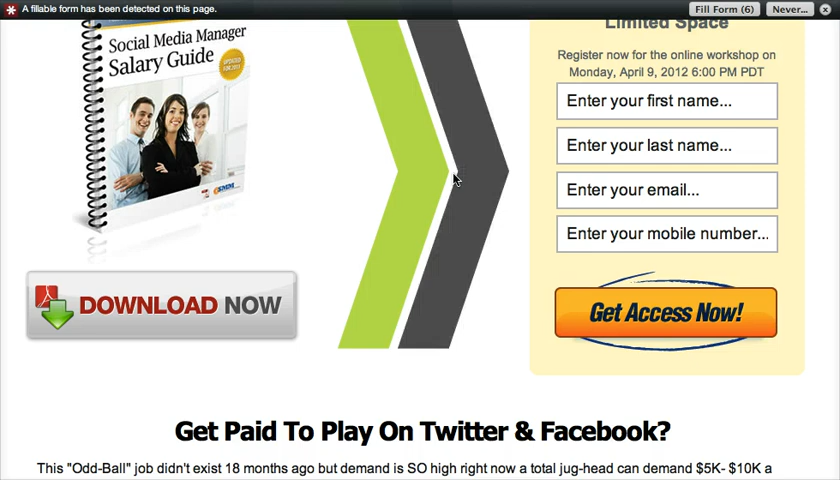 A fillable form has been detected on this page.
Fill Form (6)
Never...
Social Media Manager
Salary Guide
UPDATED
FOR 2012
DOWNLOAD NOW
Limited Space
Register now for the online workshop on
Monday, April 9, 2012 6:00 PM PDT
Enter your first name...
Enter your last name...
Enter your email...
Enter your mobile number...
Get Access Now!
Get Paid To Play On Twitter & Facebook?
This "Odd-Ball" job didn't exist 18 months ago but demand is SO high right now a total jug-head can demand $5K- $10K a